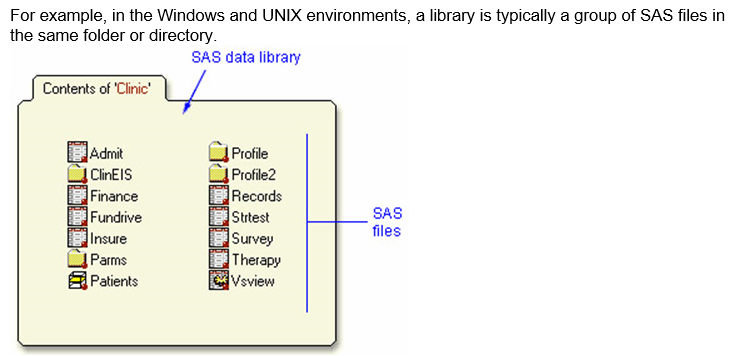 For example, in the Windows and UNIX environments, a library is typically a group of SAS files in
the same folder or directory.
SAS data library
Contents of 'Clinic'
Admit
ClinEIS
Finance
Fundrive
Insure
Parms
Patients
Profile
Profile2
Records
Strtest
Survey
Therapy
Vsview
SAS
files